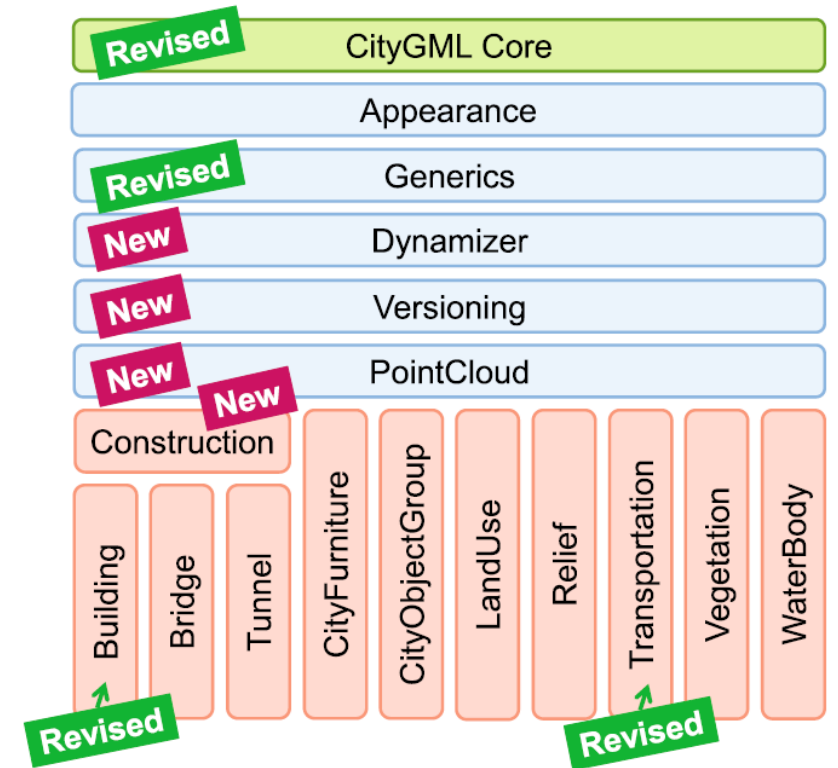 Revised
CityGML Core
Appearance
Revised
Generics
New
Dynamizer
New
Versioning
New
PointCloud
New
Construction
Building
Bridge
Tunnel
CityFurniture
CityObjectGroup
LandUse
Relief
Transportation
Vegetation
WaterBody
Revised
Revised